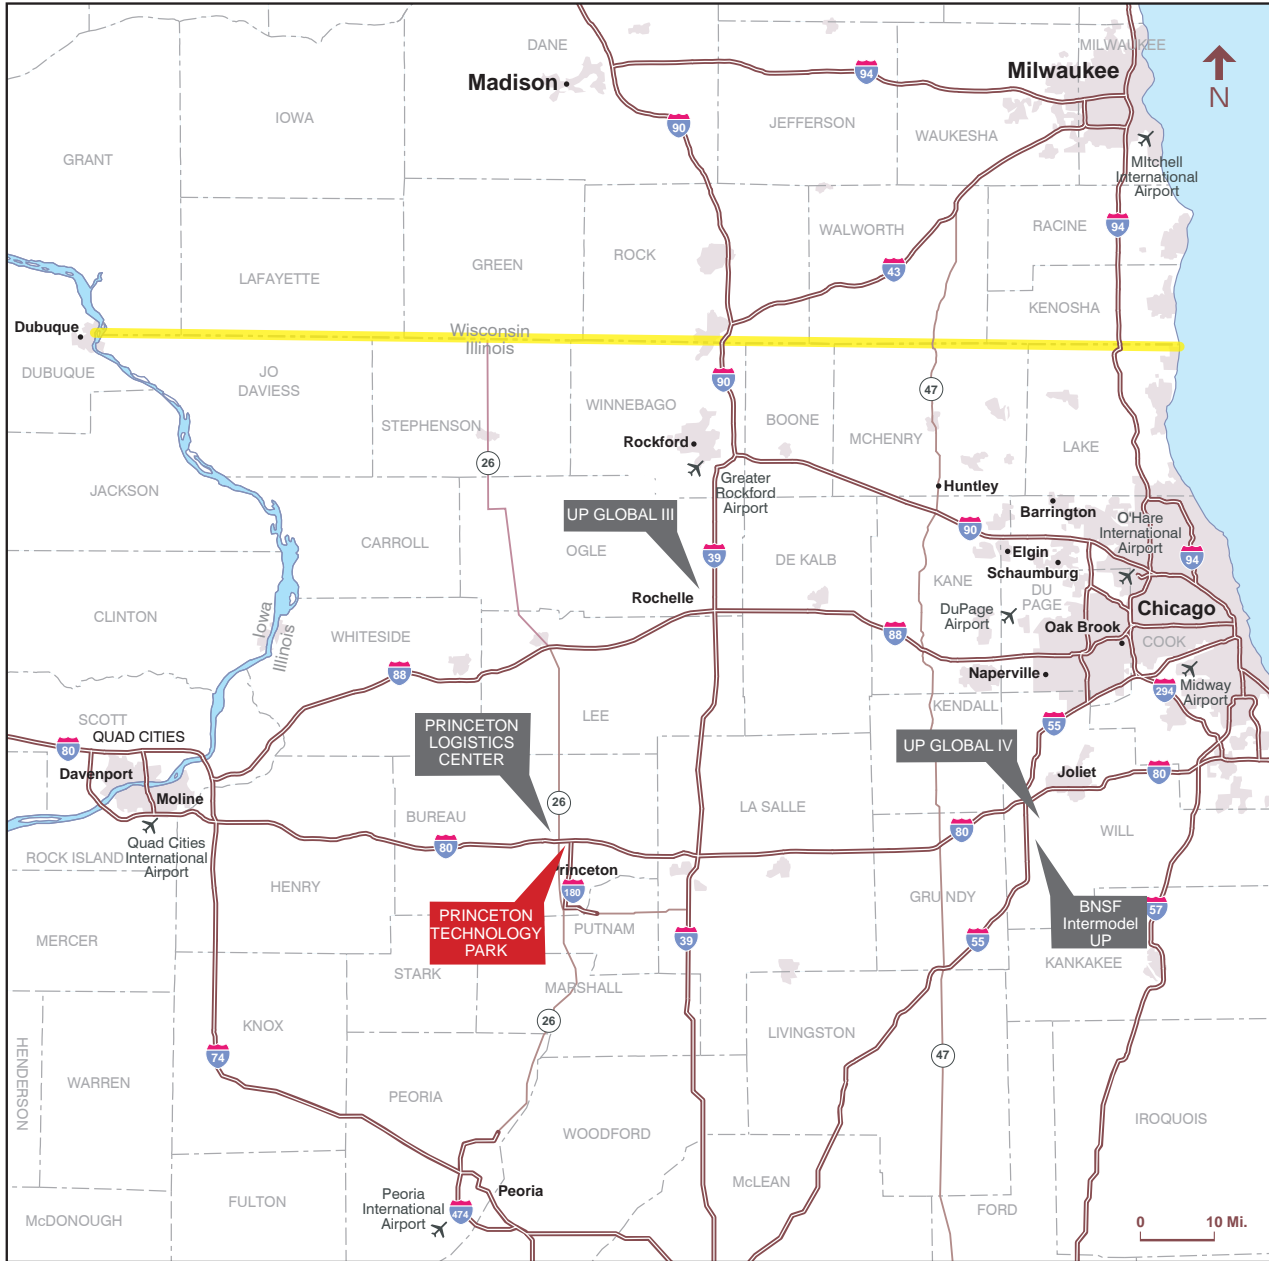 DANE
MILWAUKEE
Madison
Milwaukee
94
N
IOWA
90
JEFFERSON
WAUKESHA
GRANT
MItchell
International
Airport
94
WALWORTH
RACINE
ROCK
GREEN
LAFAYETTE
43
KENOSHA
Dubuque
Wisconsin
Illinois
DUBUQUE
JO
DAVIESS
90
47
WINNEBAGO
BOONE
STEPHENSON
MCHENRY
LAKE
Rockford
26
Greater
Rockford
Airport
JACKSON
Huntley
Barrington
UP GLOBAL III
O'Hare
International
Airport
90
CARROLL
OGLE
39
DE KALB
Elgin
Schaumburg
94
KANE
DU
PAGE
Rochelle
DuPage
Airport
Chicago
CLINTON
Iowa
Illinois
WHITESIDE
88
Oak Brook
COOK
88
Naperville
294
Midway
Airport
SCOTT
QUAD CITIES
LEE
KENDALL
PRINCETON
LOGISTICS
CENTER
55
80
UP GLOBAL IV
Davenport
Joliet
80
Moline
26
LA SALLE
BUREAU
80
WILL
Quad Cities
International
Airport
80
ROCK ISLAND
Princeton
HENRY
180
GRUNDY
PRINCETON
TECHNOLOGY
PARK
BNSF
Intermodel
UP
57
PUTNAM
MERCER
39
55
KANKAKEE
STARK
MARSHALL
26
KNOX
LIVINGSTON
HENDERSON
74
47
WARREN
PEORIA
IROQUOIS
WOODFORD
McLEAN
Peoria
Peoria
International
Airport
474
FULTON
FORD
McDONOUGH
0 10 Mi.